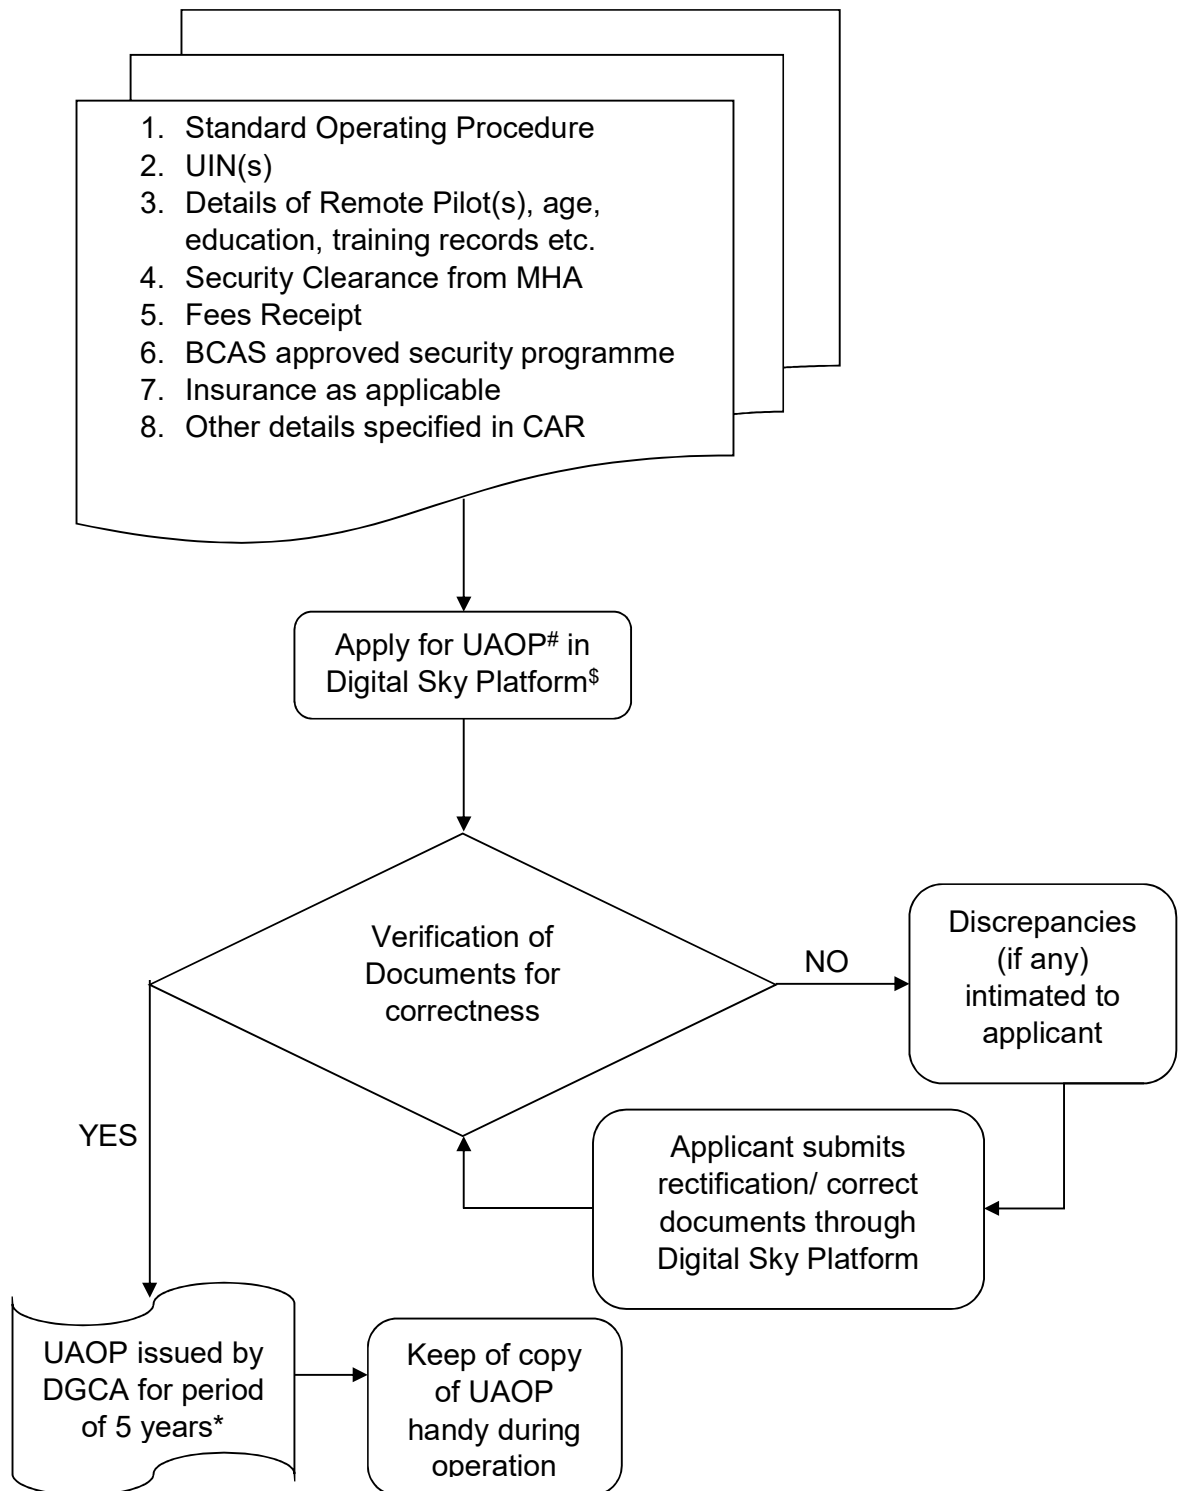 1. Standard Operating Procedure
2. UIN(s)
3. Details of Remote Pilot(s), age,
education, training records etc.
4. Security Clearance from MHA
5. Fees Receipt
6. BCAS approved security programme
7. Insurance as applicable
8. Other details specified in CAR
Apply for UAOP# in
Digital Sky Platform$
Verification of
Documents for
correctness
NO
Discrepancies
(if any)
intimated to
applicant
Applicant submits
rectification/ correct
documents through
Digital Sky Platform
YES
UAOP issued by
DGCA for period
of 5 years*
Keep of copy
of UAOP
handy during
operation